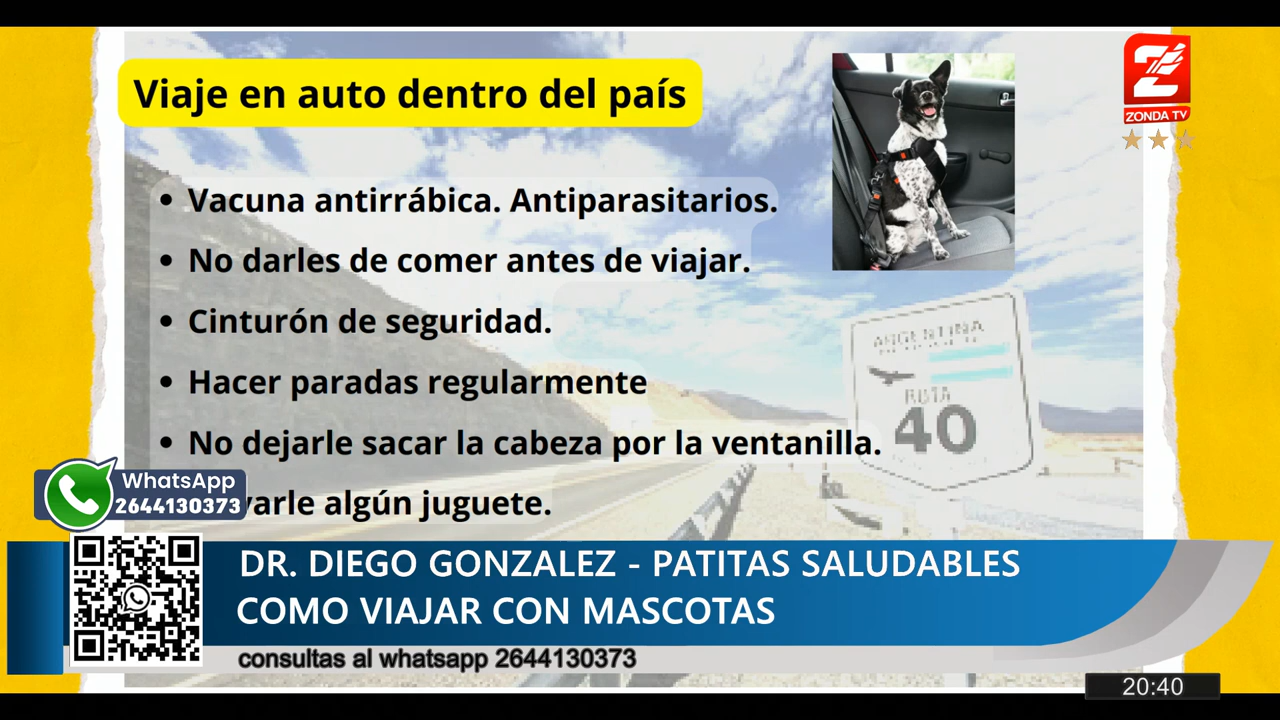 Viaje en auto dentro del país
ZONDA TV
• Vacuna antirrábica. Antiparasitarios.
• No darles de comer antes de viajar.
• Cinturón de seguridad.
• Hacer paradas regularmente
• No dejarle sacar la cabeza por la ventanilla.
ARGENTINA
RUTA
40
WhatsApp
2644130373
algún juguete.
DR. DIEGO GONZALEZ - PATITAS SALUDABLES
COMO VIAJAR CON MASCOTAS
consultas al whatsapp 2644130373
20:40